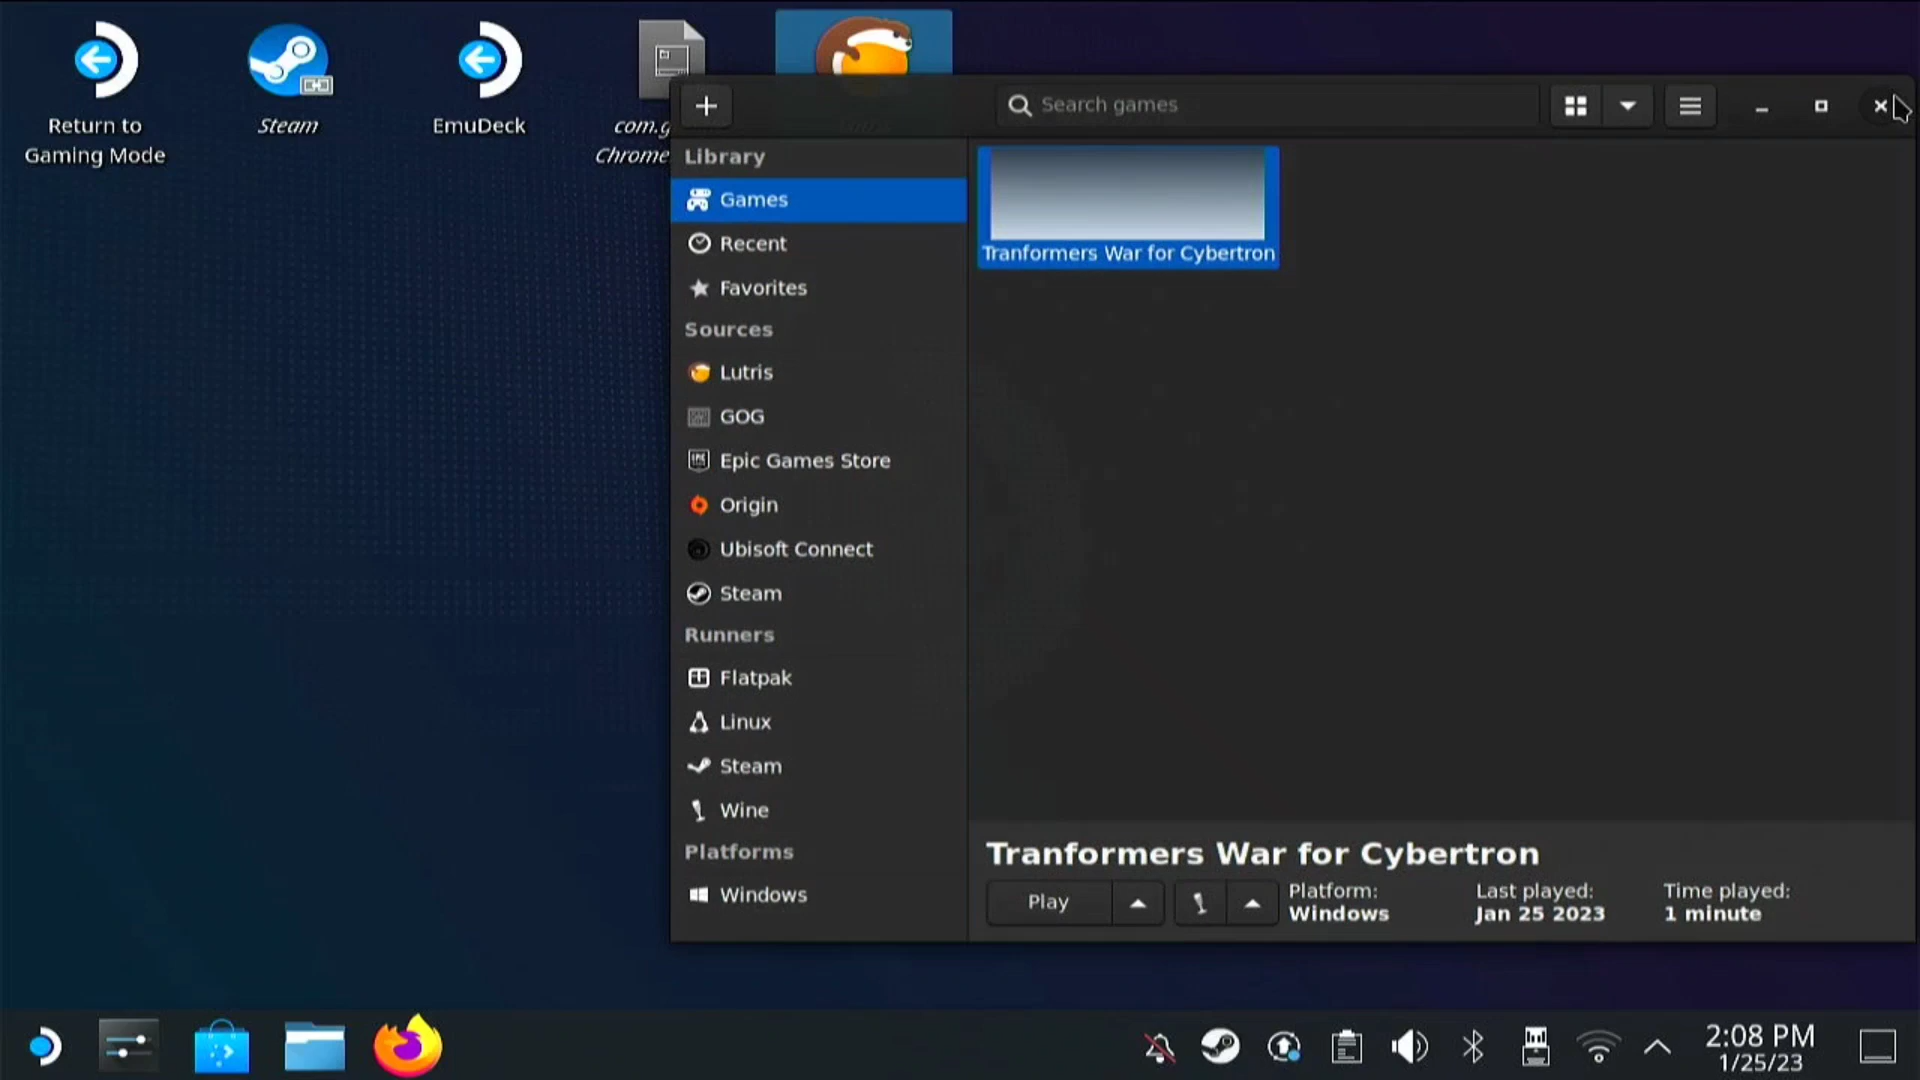 Return to
Gaming Mode
Steam
EmuDeck
com.g
Chrome
Search games
Library
Games
Recent
Favorites
Sources
Lutris
GOG
Epic Games Store
Origin
Ubisoft Connect
Steam
Runners
Flatpak
Linux
Steam
Wine
Platforms
Windows
Tranformers War for Cybertron
Tranformers War for Cybertron
Play
Platform:
Windows
Last played:
Jan 25 2023
Time played:
1 minute
2:08 PM
1/25/23